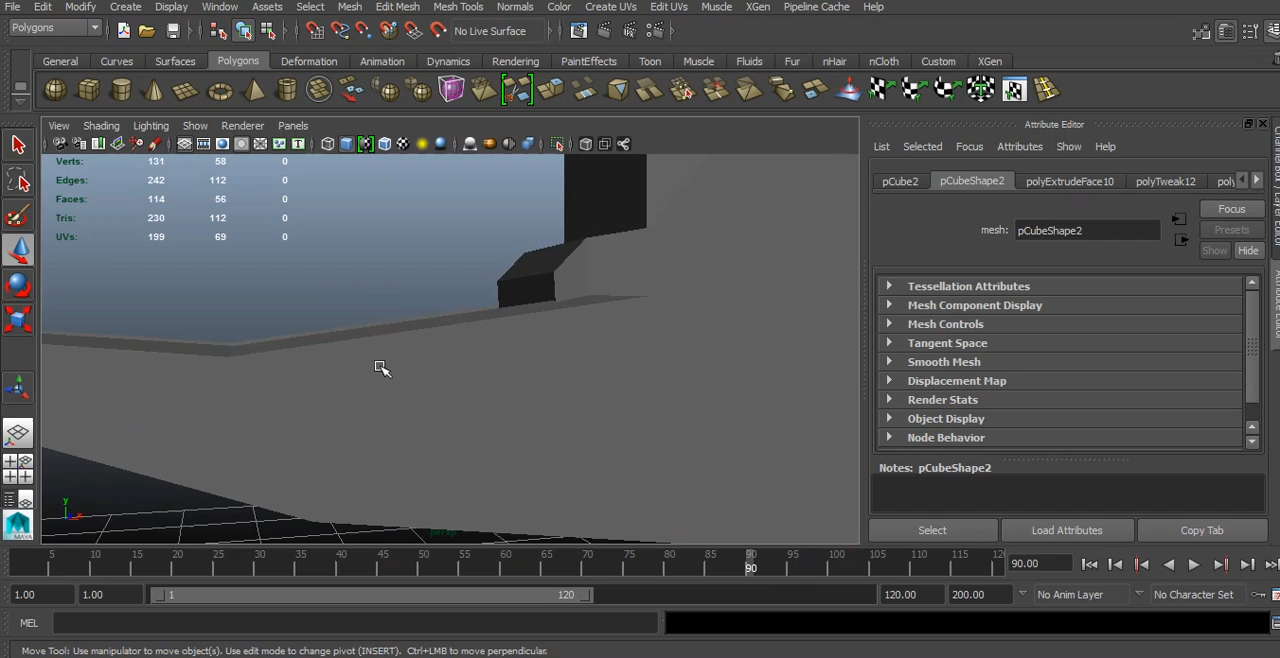 File Edit Modify Create Display Window Assets Select Mesh Edit Mesh Mesh Tools Normals Color Create UVs Edit UVs Muscle XGen Pipeline Cache Help
Polygons No Live Surface
General Curves Surfaces Polygons Deformation Animation Dynamics Rendering PaintEffects Toon Muscle Fluids Fur nHair nCloth Custom XGen
View Shading Lighting Show Renderer Panels
Attribute Editor
List Selected Focus Attributes Show Help
Verts: 131 58 0
Edges: 242 112 0
Faces: 114 56 0
Tris: 230 112 0
UVs: 199 69 0
pCube2 pCubeShape2 polyExtrudeFace10 polyTweak12
mesh: pCubeShape2
Focus
Presets
Show Hide
Tessellation Attributes
Mesh Component Display
Mesh Controls
Tangent Space
Smooth Mesh
Displacement Map
Render Stats
Object Display
Node Behavior
Notes: pCubeShape2
Select Load Attributes Copy Tab
Channel Box / Layer Editor
Attribute Editor
y x
persp
MAYA
5 10 15 20 25 30 35 40 45 50 55 60 65 70 75 80 85 90 95 100 105 110 115 90 90.00
1.00 1.00 1 120 120.00 200.00 No Anim Layer No Character Set
MEL
Move Tool: Use manipulator to move object(s). Use edit mode to change pivot (INSERT). Ctrl+LMB to move perpendicular.